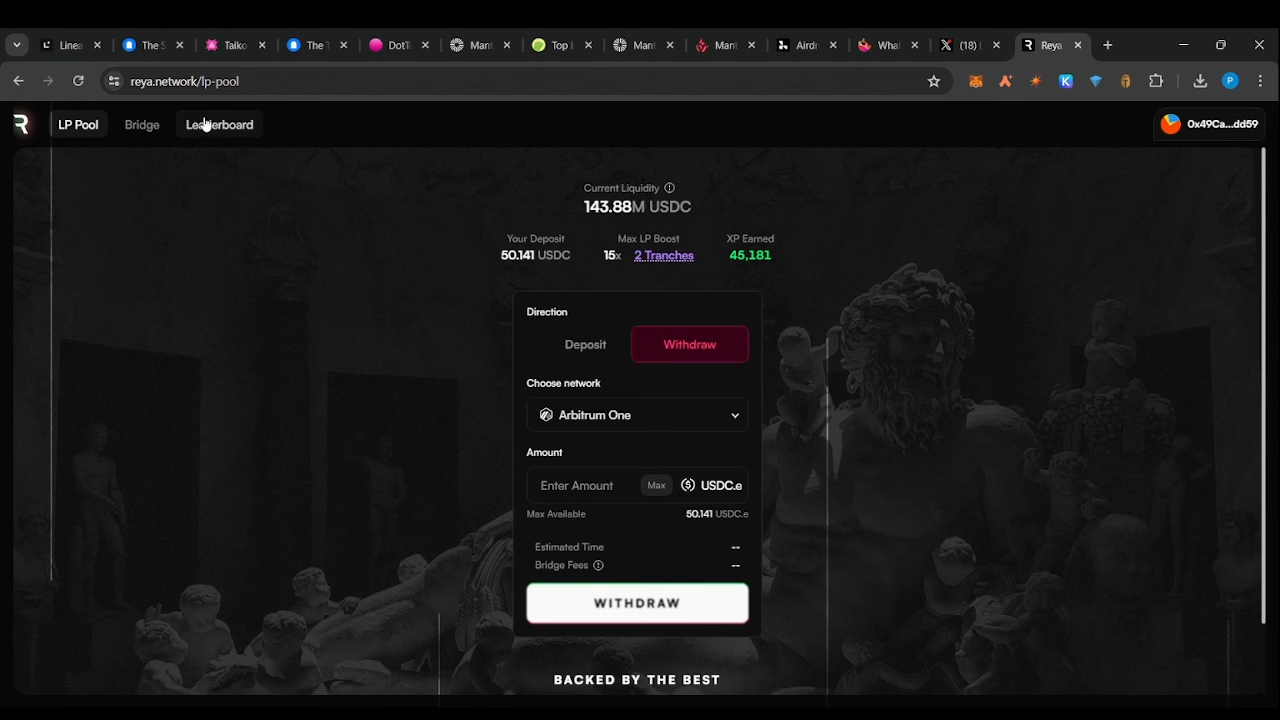 Linea The S Taiko The T DotT Mant Top L Mant Mant Airdr Whal (18) Reya
reya.network/lp-pool
P
LP Pool Bridge Leaderboard 0x49Ca...dd59
Current Liquidity
143.88M USDC
Your Deposit Max LP Boost XP Earned
50.141 USDC 15x 2 Tranches 45,181
Direction
Deposit Withdraw
Choose network
Arbitrum One
Amount
Enter Amount Max USDC.e
Max Available 50.141 USDC.e
Estimated Time --
Bridge Fees --
WITHDRAW
BACKED BY THE BEST